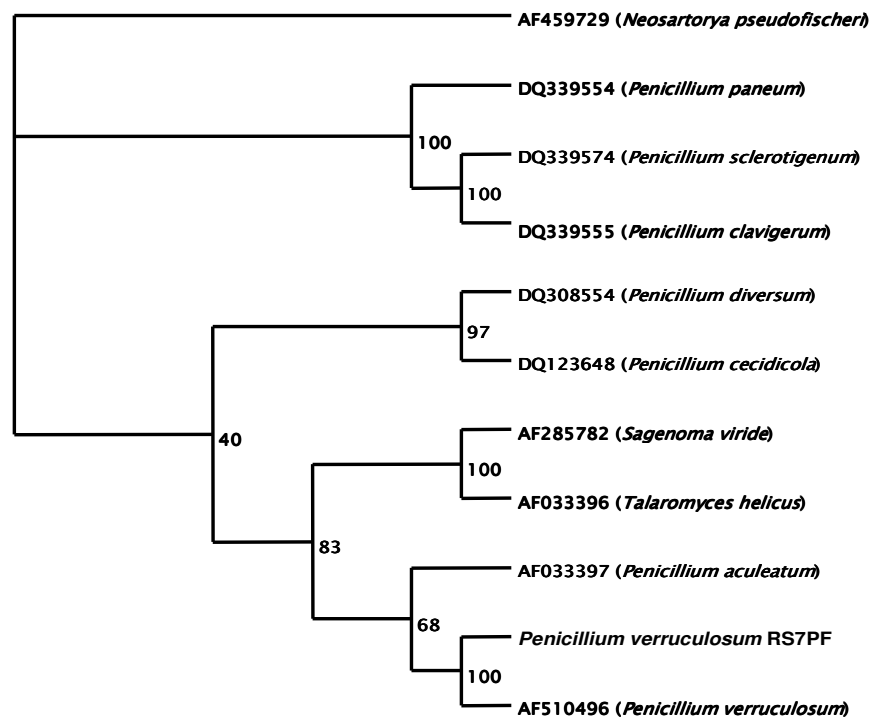 AF459729 (Neosartorya pseudofischeri)
DQ339554 (Penicillium paneum)
100
DQ339574 (Penicillium sclerotigenum)
100
DQ339555 (Penicillium clavigerum)
DQ308554 (Penicillium diversum)
97
DQ123648 (Penicillium cecidicola)
AF285782 (Sagenoma viride)
40
100
AF033396 (Talaromyces helicus)
83
AF033397 (Penicillium aculeatum)
68
Penicillium verruculosum RS7PF
100
AF510496 (Penicillium verruculosum)